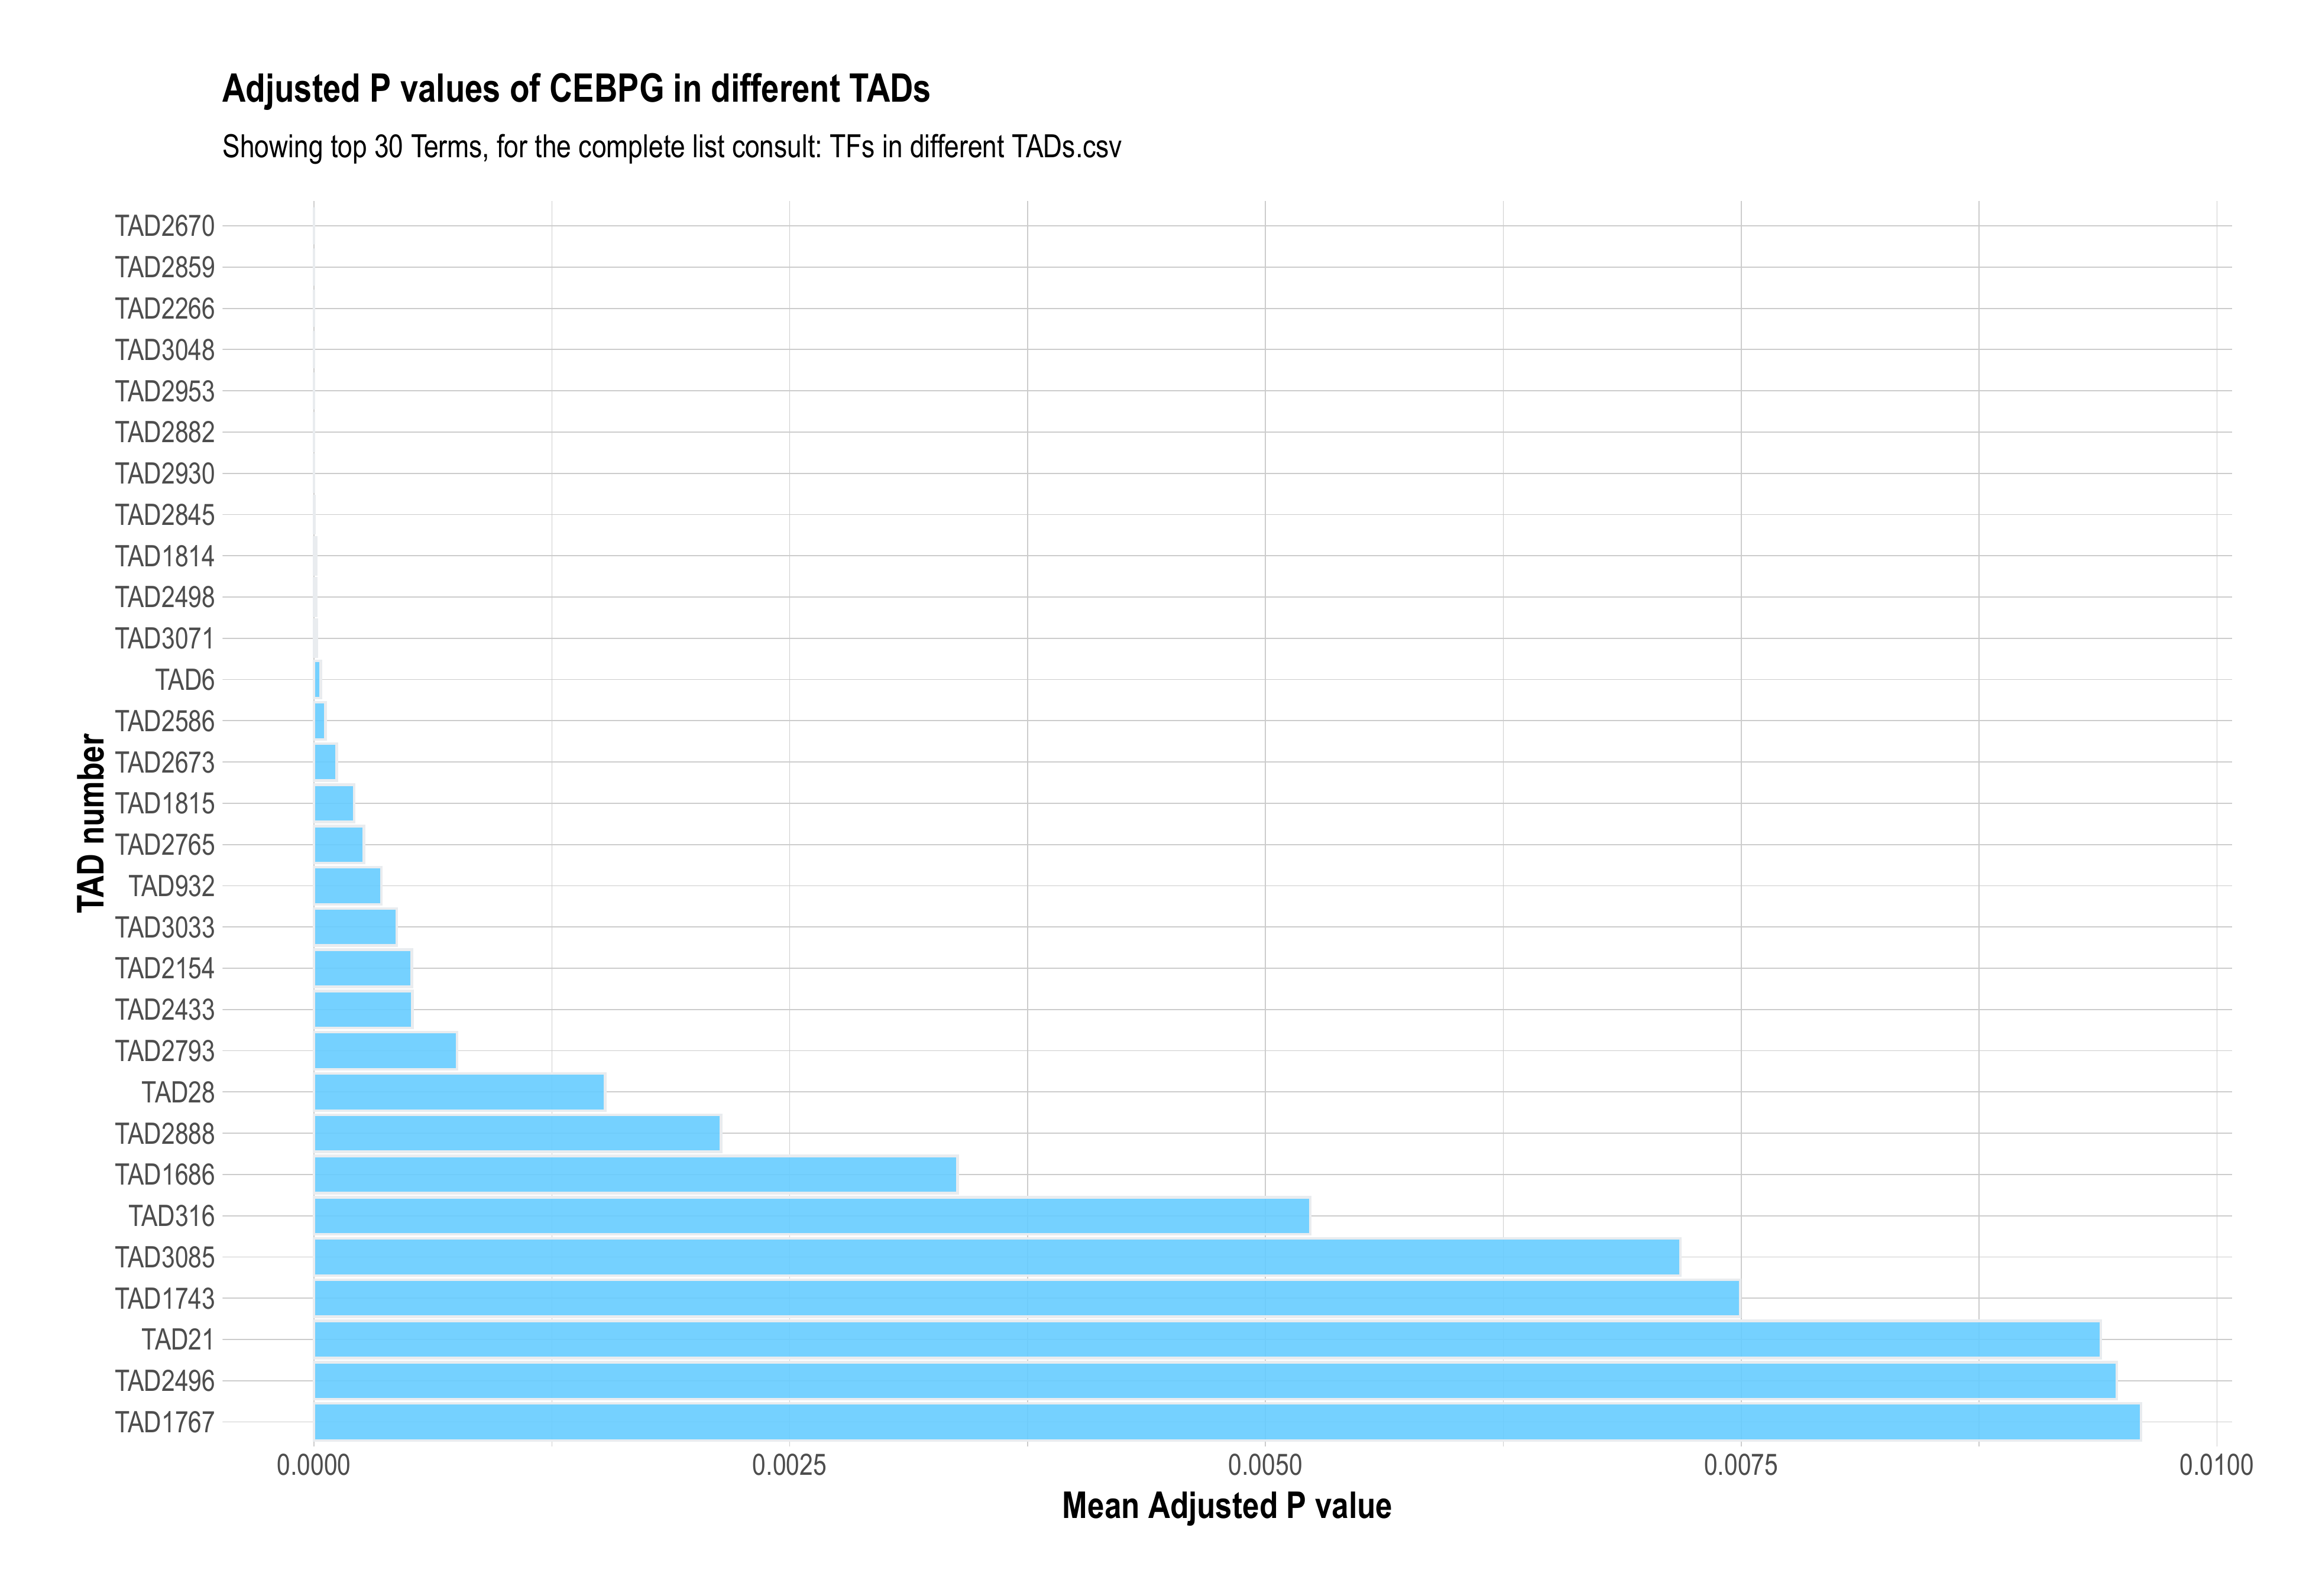 Adjusted P values of CEBPG in different TADs
Showing top 30 Terms, for the complete list consult: TFs in different TADs.csv
TAD number
TAD2670
TAD2859
TAD2266
TAD3048
TAD2953
TAD2882
TAD2930
TAD2845
TAD1814
TAD2498
TAD3071
TAD6
TAD2586
TAD2673
TAD1815
TAD2765
TAD932
TAD3033
TAD2154
TAD2433
TAD2793
TAD28
TAD2888
TAD1686
TAD316
TAD3085
TAD1743
TAD21
TAD2496
TAD1767
0.0000 0.0025 0.0050 0.0075 0.0100
Mean Adjusted P value